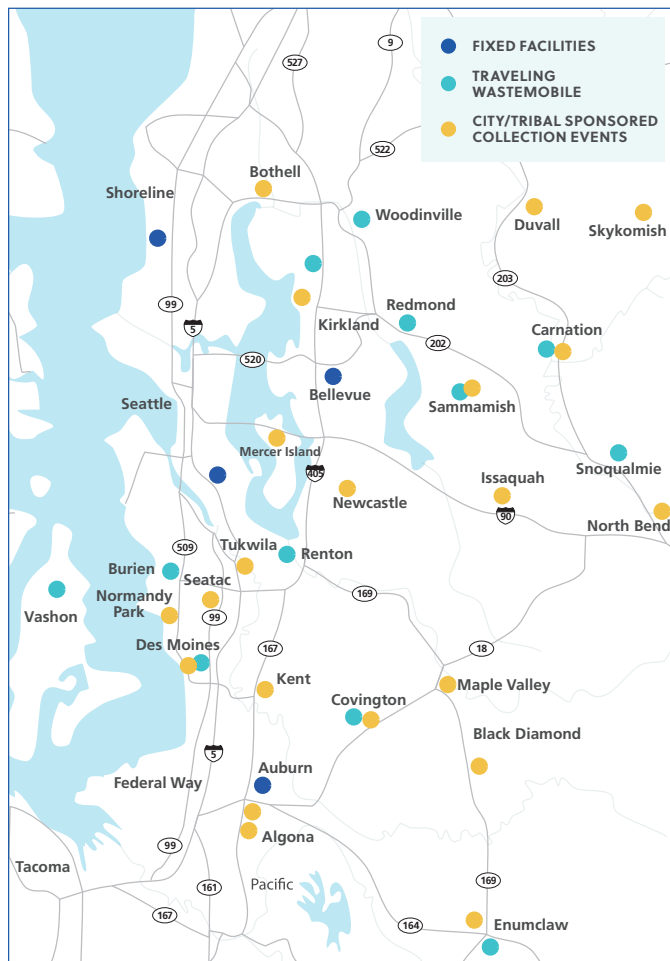 FIXED FACILITIES
TRAVELING
WASTEMOBILE
CITY/TRIBAL SPONSORED
COLLECTION EVENTS
9
527
522
Bothell
Shoreline
Woodinville
Duvall
Skykomish
203
99
5
Redmond
Kirkland
Carnation
202
520
Bellevue
Seattle
Sammamish
Mercer Island
405
Snoqualmie
Issaquah
Newcastle
90
North Bend
509
Tukwila
Renton
Burien
Seatac
169
Normandy
Park
99
Vashon
Des Moines
167
18
Kent
Maple Valley
Covington
Black Diamond
5
Auburn
Federal Way
Algona
99
Tacoma
161
Pacific
169
167
164
Enumclaw